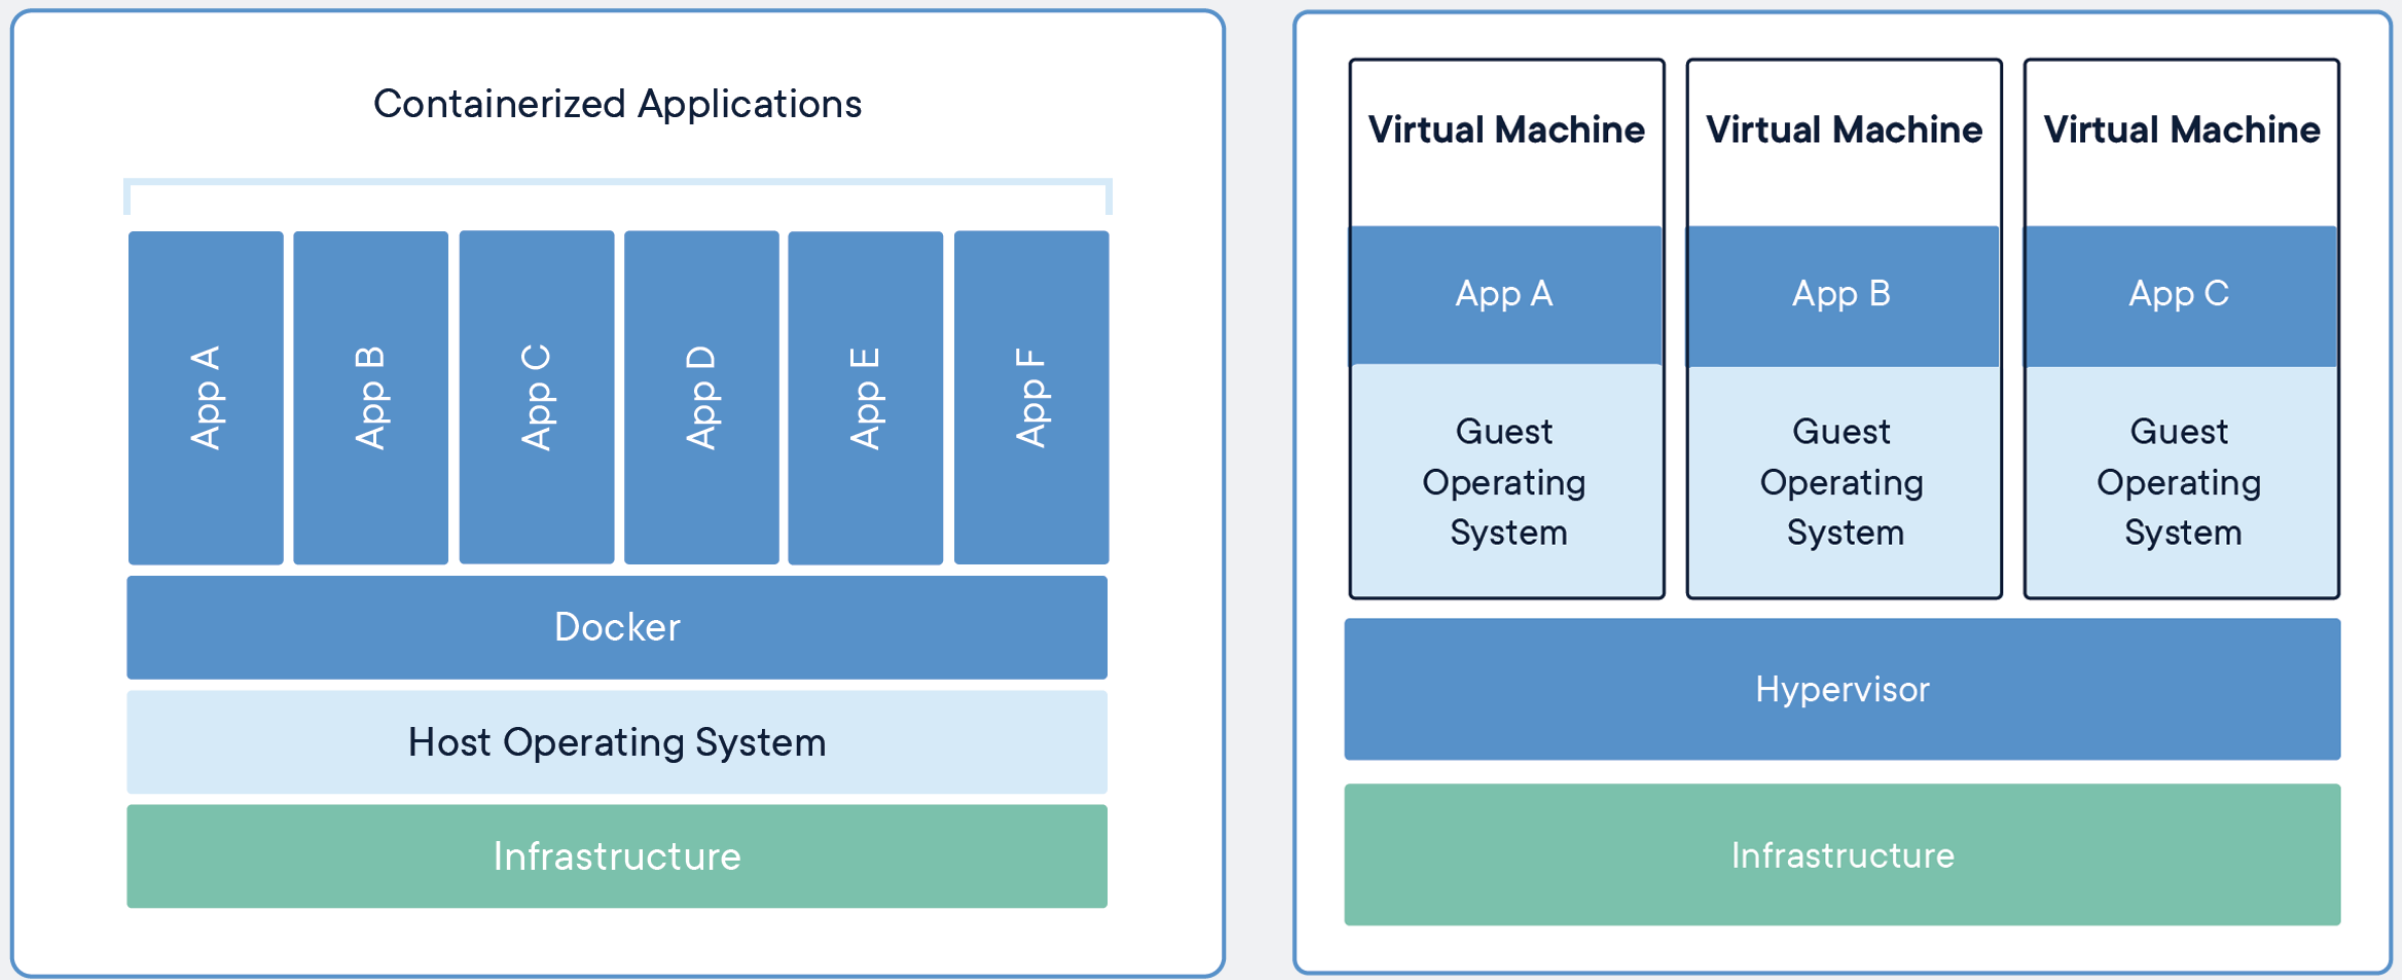 Containerized Applications
App A
App B
App C
App D
App E
App F
Docker
Host Operating System
Infrastructure
Virtual Machine
App A
Guest
Operating
System
Virtual Machine
App B
Guest
Operating
System
Virtual Machine
App C
Guest
Operating
System
Hypervisor
Infrastructure